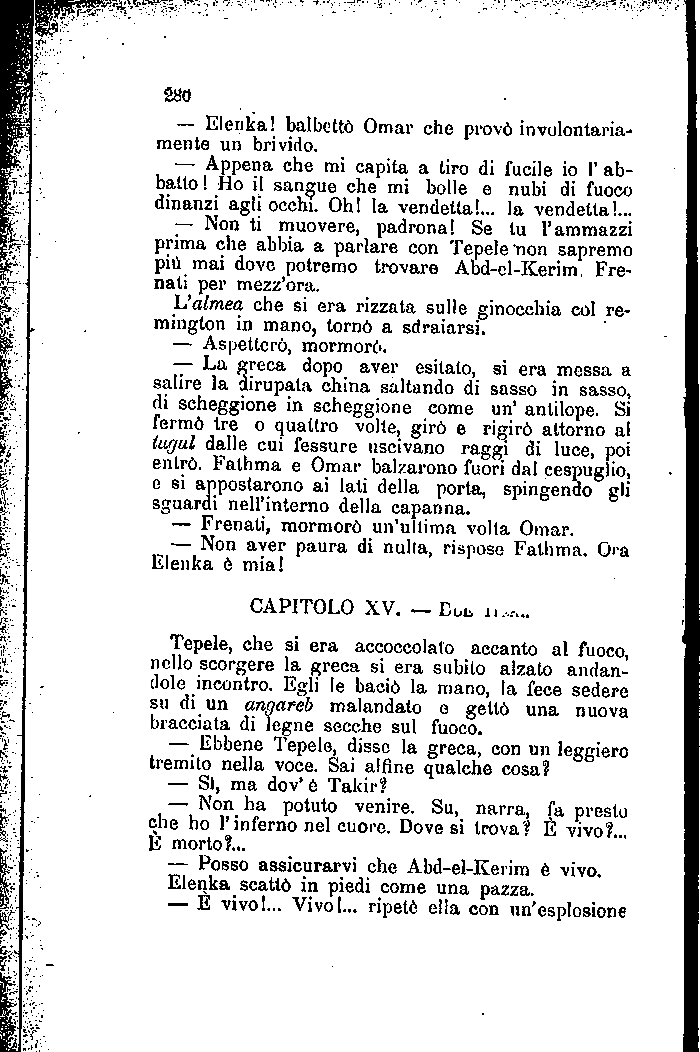 280
— Elenka! balbettò Omar che provò involontaria-
mente un brivido.
— Appena che mi capita a tiro di fucile io l'ab-
batto! Ho il sangue che mi bolle e nubi di fuoco
dinanzi agli occhi. Oh! la vendetta!... la vendetta!...
— Non ti muovere, padrona! Se tu l'ammazzi
prima che abbia a parlare con Tepele non sapremo
più mai dove potremo trovare Abd-el-Kerim. Fre-
nati per mezz'ora.
L'almea che si era rizzata sulle ginocchia col re-
mington in mano, tornò a sdraiarsi.
— Aspetterò, mormorò.
— La greca dopo aver esitato, si era messa a
salire la dirupata china saltando di sasso in sasso,
di scheggione in scheggione come un' antilope. Si
fermò tre o quattro volte, girò e rigirò attorno al
tugul dalle cui fessure uscivano raggi di luce, poi
entrò. Fathma e Omar balzarono fuori dal cespuglio,
e si appostarono ai lati della porta, spingendo gli
sguardi nell'interno della capanna.
— Frenati, mormorò un'ultima volta Omar.
— Non aver paura di nulla, rispose Fathma. Ora
Elenka è mia!
CAPITOLO XV. —
Tepele, che si era accoccolato accanto al fuoco,
nello scorgere la greca si era subito alzato andan-
dole incontro. Egli le baciò la mano, la fece sedere
su di un angareb malandato e gettò una nuova
bracciata di legne secche sul fuoco.
— Ebbene Tepele, disse la greca, con un leggiero
tremito nella voce. Sai alfine qualche cosa?
— Sì, ma dov' è Takir?
— Non ha potuto venire. Su, narra, fa presto
che ho l'inferno nel cuore. Dove si trova? È vivo?...
È morto?...
— Posso assicurarvi che Abd-el-Kerim è vivo.
Elenka scattò in piedi come una pazza.
— È vivo!... Vivo!... ripetè ella con un'esplosione